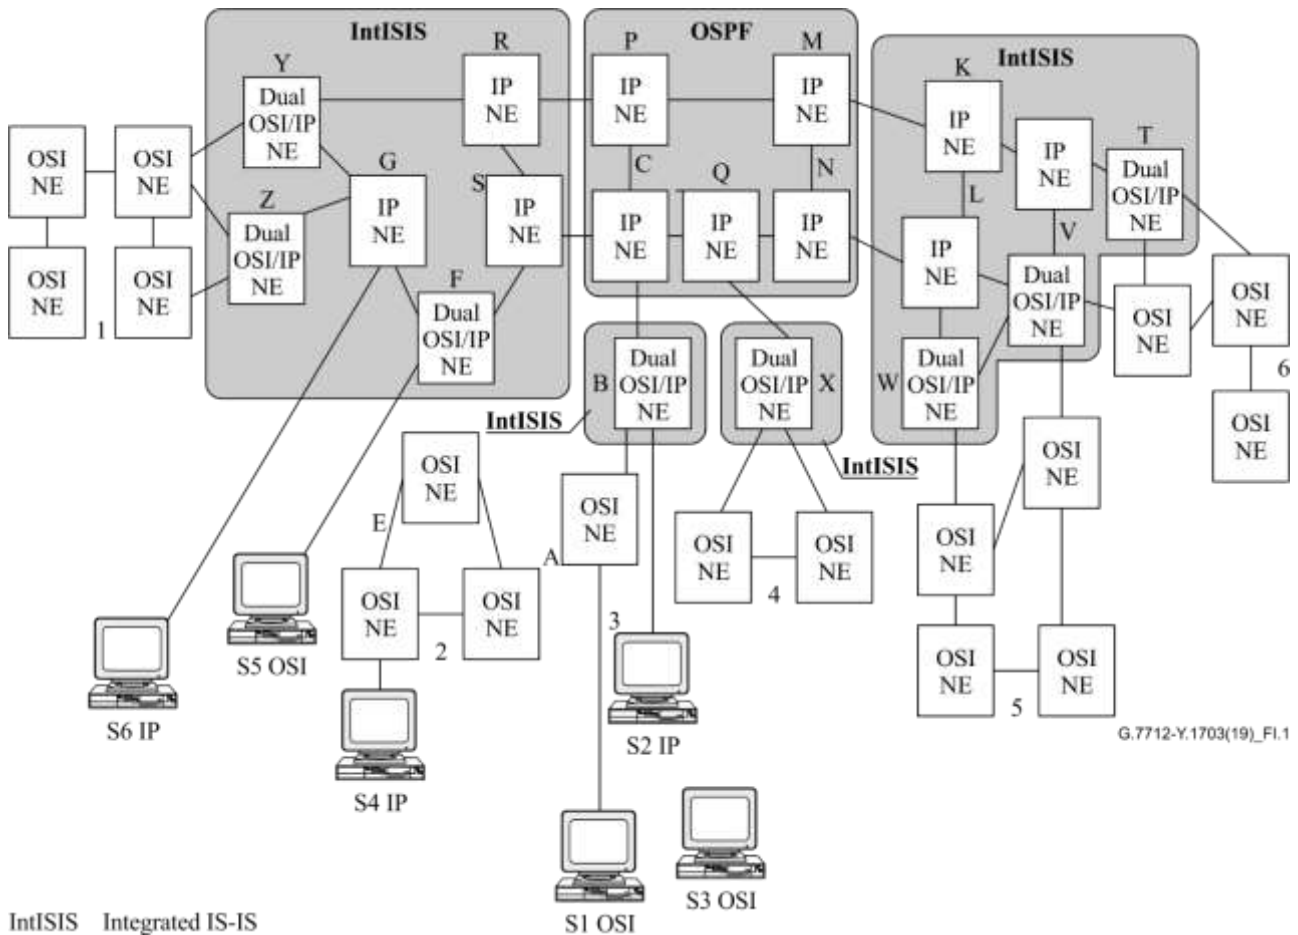 IntISIS
OSPF
IntISIS
R
P
M
K
Y
T
IP
NE
IP
NE
IP
NE
IP
NE
IP
NE
Dual
OSI/IP
NE
Dual
OSI/IP
NE
OSI
NE
OSI
NE
G
S
C
Q
N
L
V
Z
IP
NE
IP
NE
IP
NE
IP
NE
IP
NE
IP
NE
Dual
OSI/IP
NE
Dual
OSI/IP
NE
OSI
NE
OSI
NE
1
F
Dual
OSI/IP
NE
OSI
NE
OSI
NE
6
OSI
NE
B
Dual
OSI/IP
NE
Dual
OSI/IP
NE
X
W
Dual
OSI/IP
NE
IntISIS
IntISIS
OSI
NE
E
OSI
NE
A
OSI
NE
OSI
NE
4
OSI
NE
OSI
NE
OSI
NE
OSI
NE
2
3
OSI
NE
OSI
NE
5
S5 OSI
S6 IP
S4 IP
S2 IP
G.7712-Y.1703(19)_FI.1
S3 OSI
S1 OSI
IntISIS Integrated IS-IS